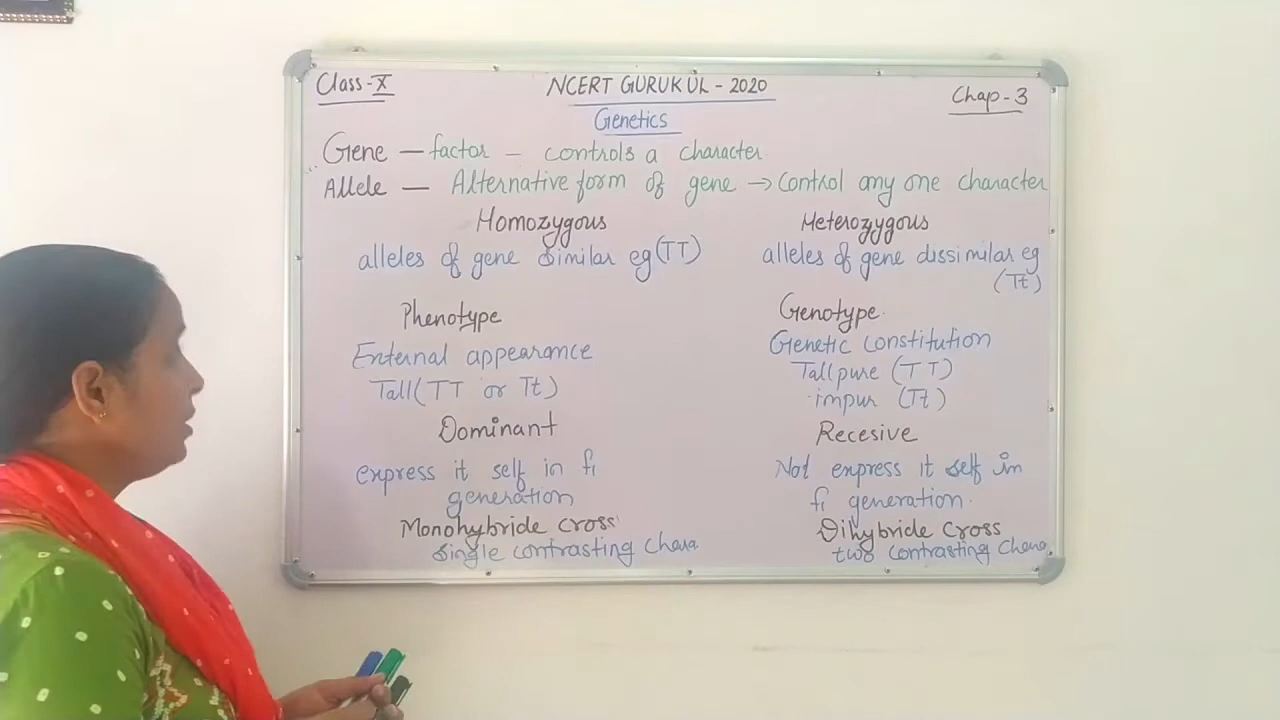 Class-X
NCERT GURUKUL - 2020
Chap-3
Genetics
Gene — factor — controls a character
Allele — Alternative form of gene → Control any one character
Homozygous
Heterozygous
alleles of gene similar eg (TT)
alleles of gene dissimilar eg
(Tt)
Phenotype
Genotype.
External appearance
Genetic constitution
Tall (TT or Tt)
Tall pure (TT)
impur (Tt)
Dominant
Recesive
express it self in f1
generation
Not express it self in
f1 generation.
Monohybride cross
Dihybride Cross
single contrasting Chara
two contrasting Chara